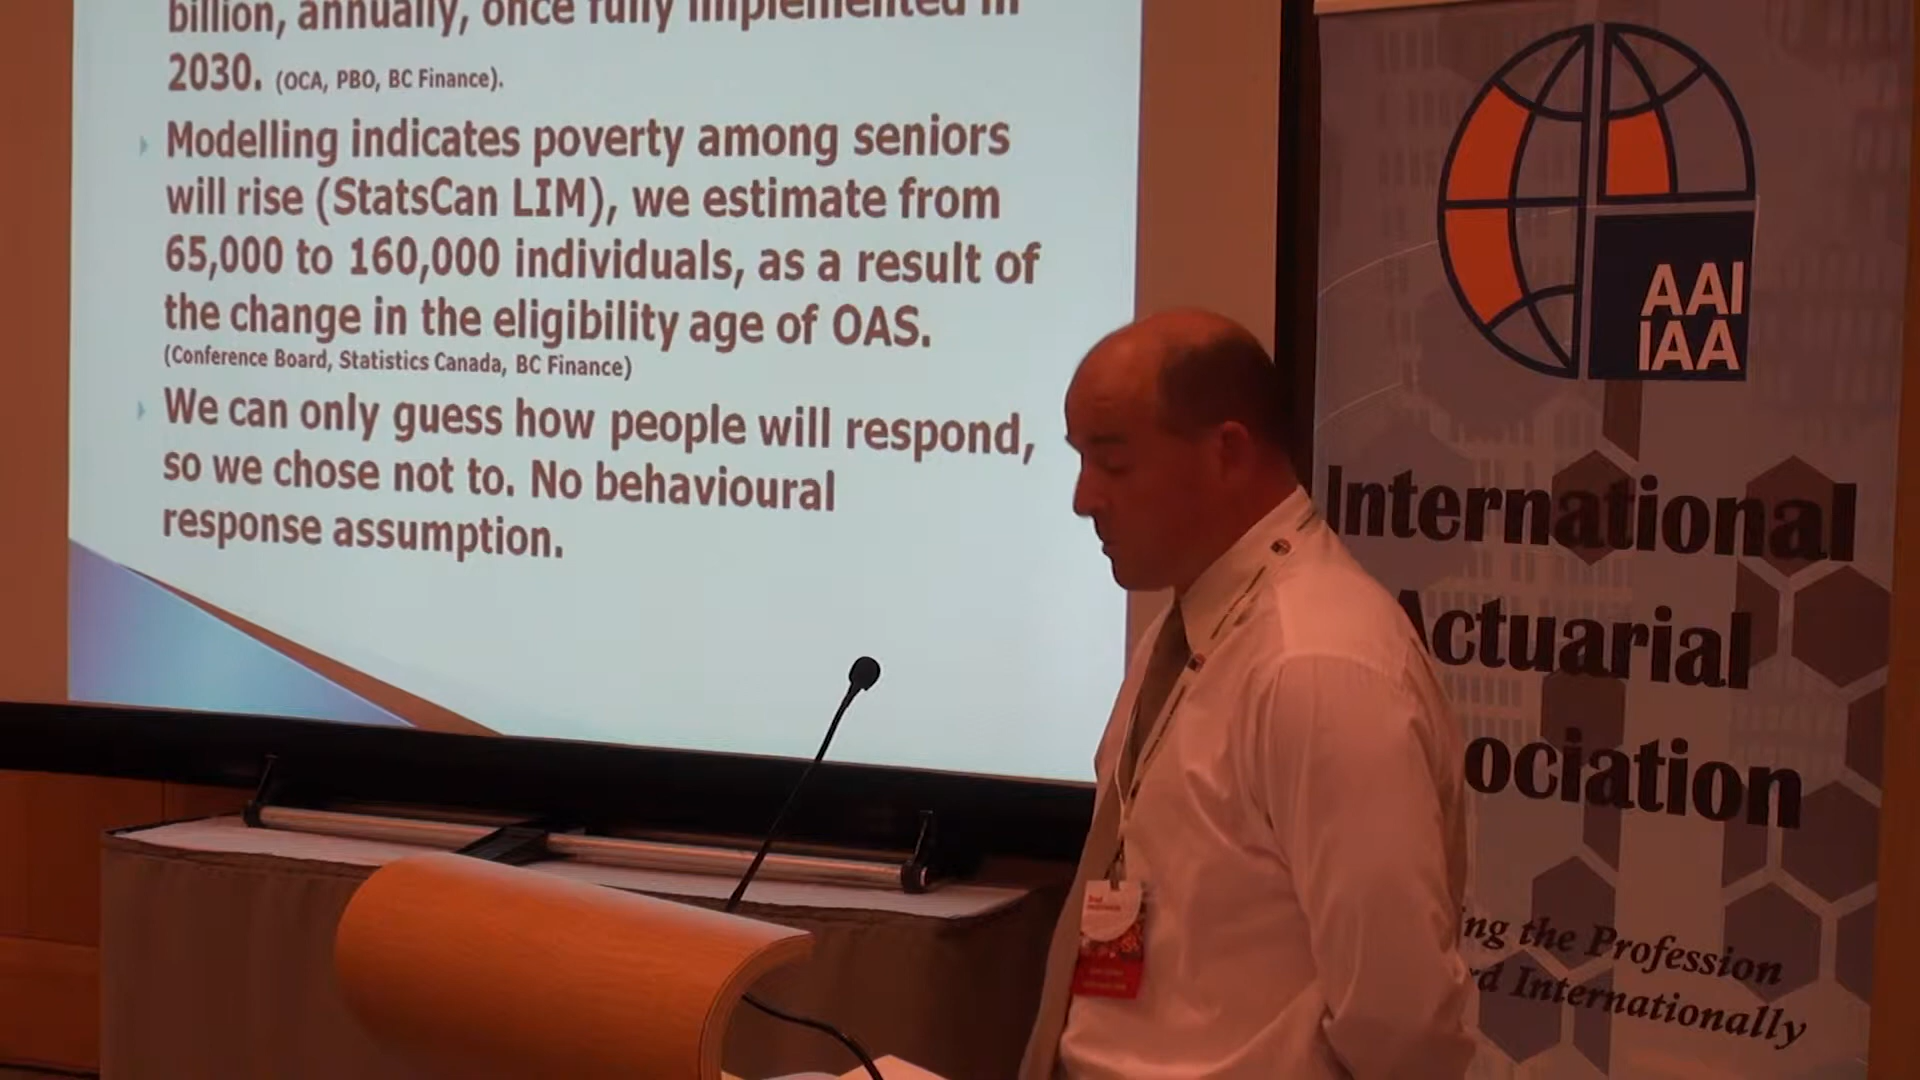 billion, annually, once fully implemented in
2030. (OCA, PBO, BC Finance).
Modelling indicates poverty among seniors
will rise (StatsCan LIM), we estimate from
65,000 to 160,000 individuals, as a result of
the change in the eligibility age of OAS.
(Conference Board, Statistics Canada, BC Finance)
We can only guess how people will respond,
so we chose not to. No behavioural
response assumption.
AAI
IAA
International
Actuarial
ociation
ng the Profession
rd Internationally